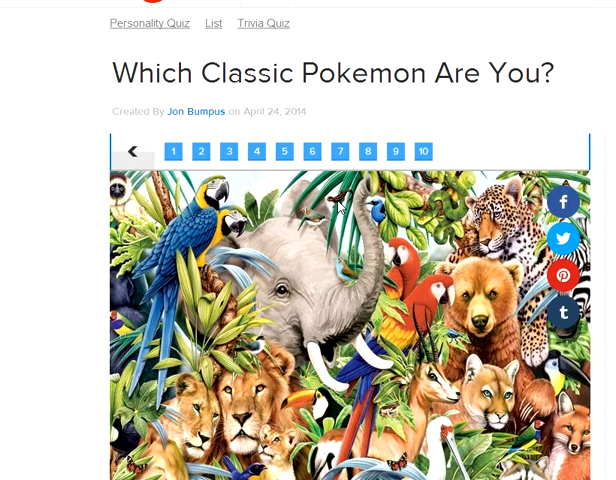 Personality Quiz List Trivia Quiz
Which Classic Pokemon Are You?
Created By Jon Bumpus on April 24, 2014
1 2 3 4 5 6 7 8 9 10
f
t